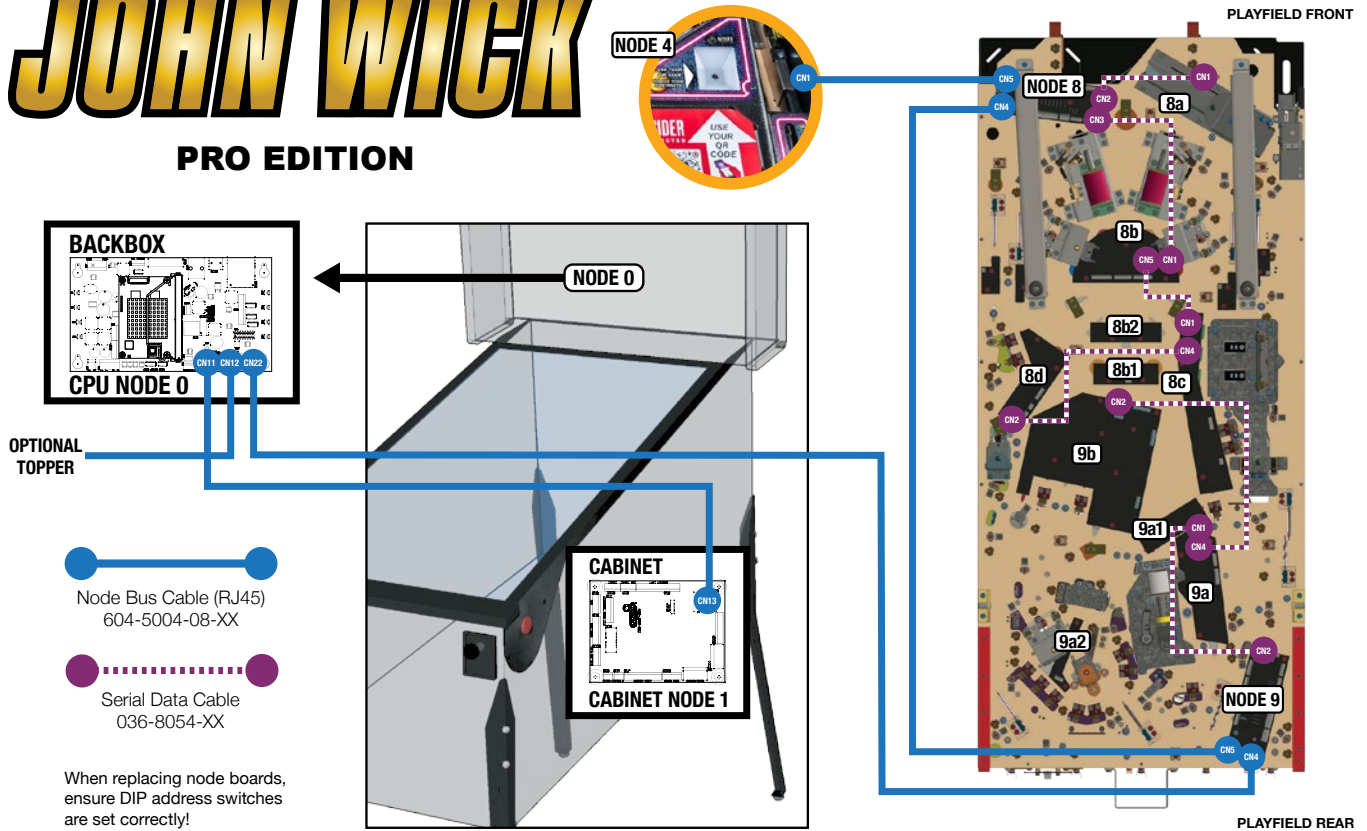 JOHN WICK
PRO EDITION
NODE 4
CN1
USE
YOUR
QR
CODE
PLAYFIELD FRONT
CN5
NODE 8
CN4
CN2
CN3
CN1
8a
8b
CN5
CN1
8b2
CN1
CN4
8b1
8c
8d
CN2
CN2
9b
9a1
CN1
CN4
9a
9a2
CN2
NODE 9
CN5
CN4
PLAYFIELD REAR
BACKBOX
CN11
CN12
CN22
CPU NODE 0
NODE 0
OPTIONAL
TOPPER
CABINET
CN13
CABINET NODE 1
Node Bus Cable (RJ45)
604-5004-08-XX
Serial Data Cable
036-8054-XX
When replacing node boards,
ensure DIP address switches
are set correctly!